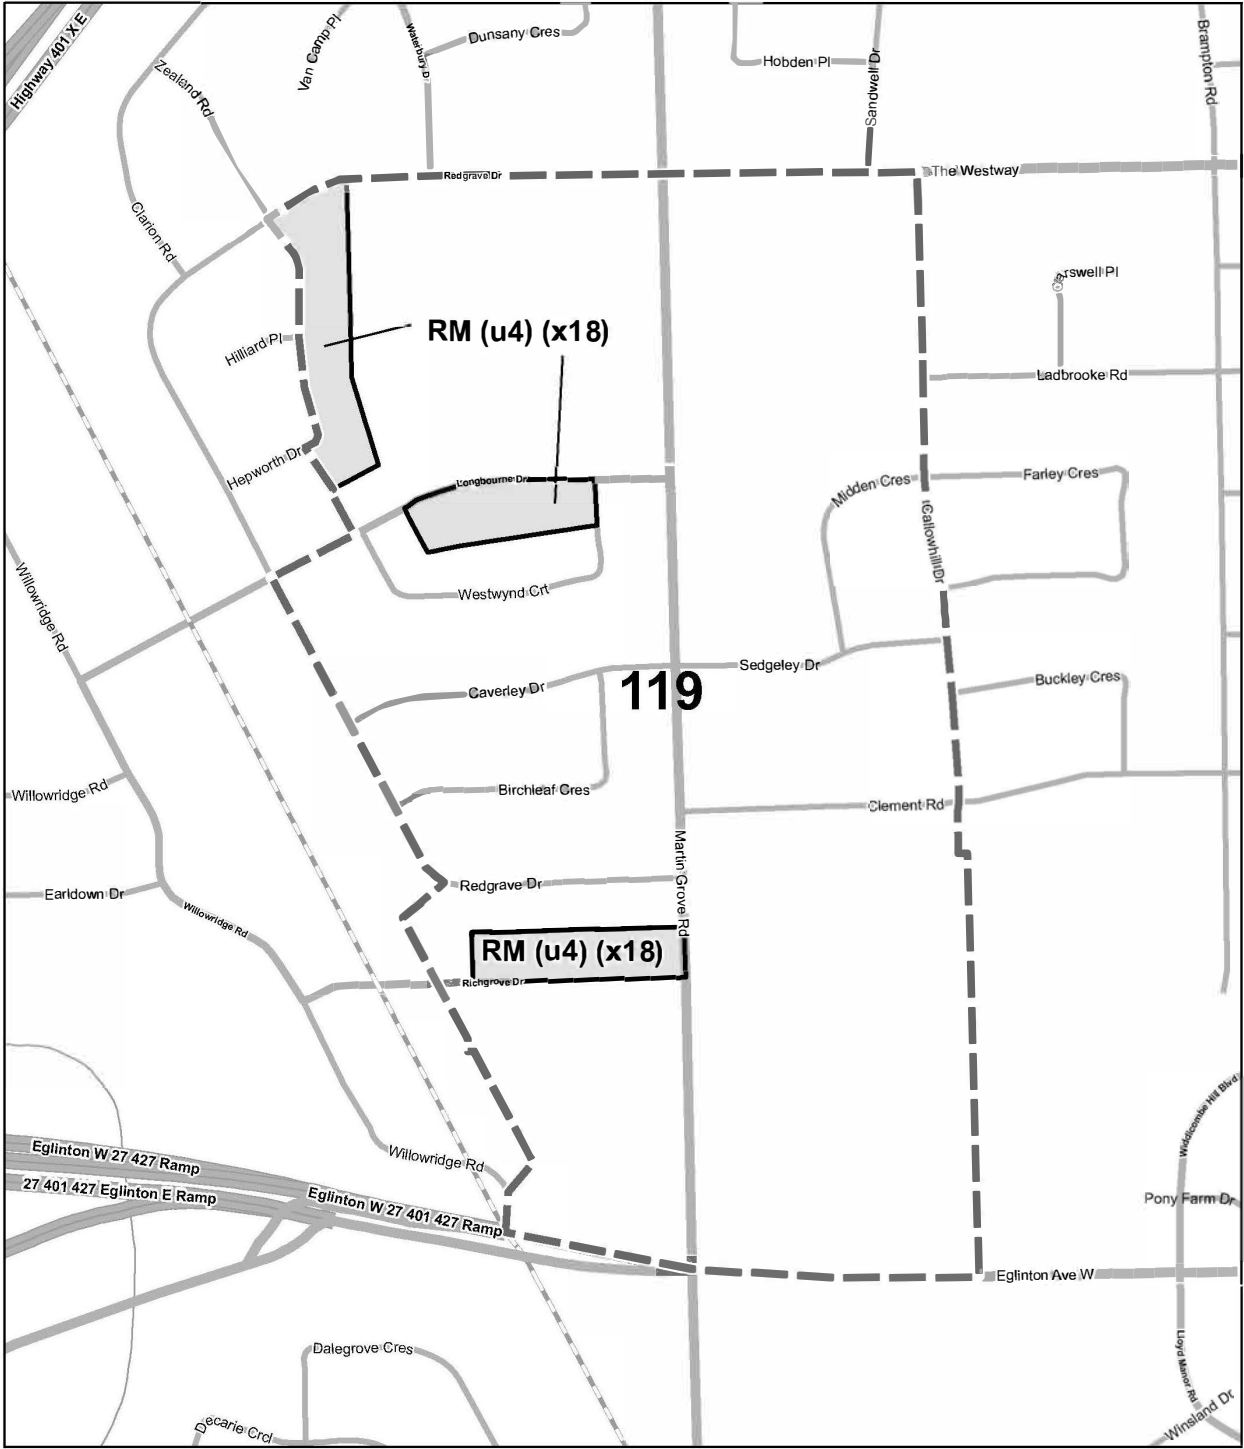 Highway 401 X E
Van Camp Pl
Dunsany Cres
Waterbury D
Hobden Pl
Sandwell Dr
Brampton Rd
Zealand Rd
Redgrave Dr
The Westway
Clarion Rd
arswell Pl
RM (u4) (x18)
Hilliard Pl
Ladbrooke Rd
Hepworth Dr
Longbourne Dr
Midden Cres
Farley Cres
Callowhill Dr
Willowridge Rd
Westwynd Crt
Sedgeley Dr
119
Caverley Dr
Buckley Cres
Willowridge Rd
Birchleaf Cres
Clement Rd
Martin Grove Rd
Earldown Dr
Redgrave Dr
Willowridge Rd
RM (u4) (x18)
Richgrove Dr
Widdicombe Hill Blvd
Eglinton W 27 427 Ramp
Willowridge Rd
27 401 427 Eglinton E Ramp
Eglinton W 27 401 427 Ramp
Pony Farm Dr
Eglinton Ave W
Dalegrove Cres
Lloyd Manor Rd
Decarie Crcl
Winsland Dr